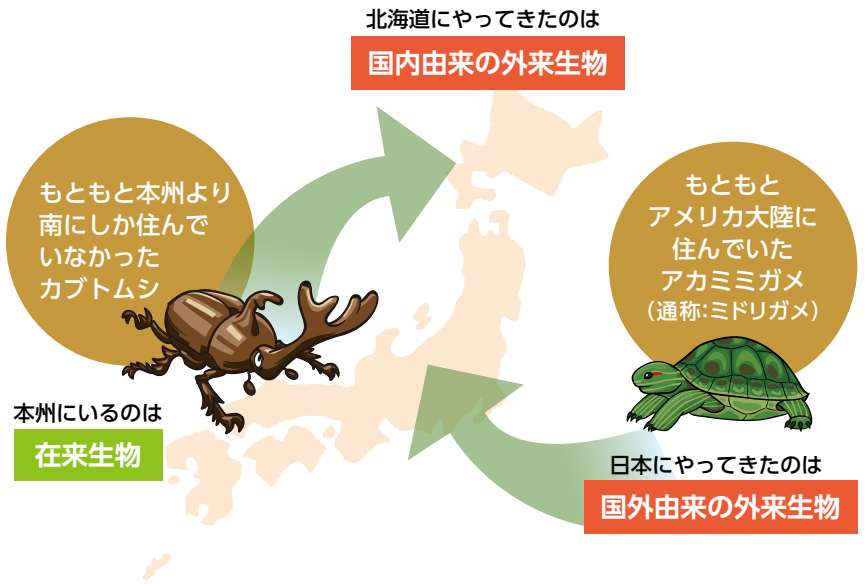 北海道にやってきたのは
国内由来の外来生物
もともと本州より
南にしか住んで
いなかった
カブトムシ
本州にいるのは
在来生物
もともと
アメリカ大陸に
住んでいた
アカミミガメ
（通称：ミドリガメ）
日本にやってきたのは
国外由来の外来生物